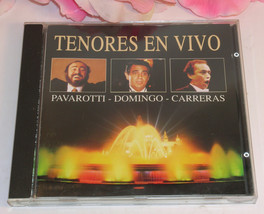 TENORES EN VIVO
PAVAROTTI - DOMINGO - CARRERAS